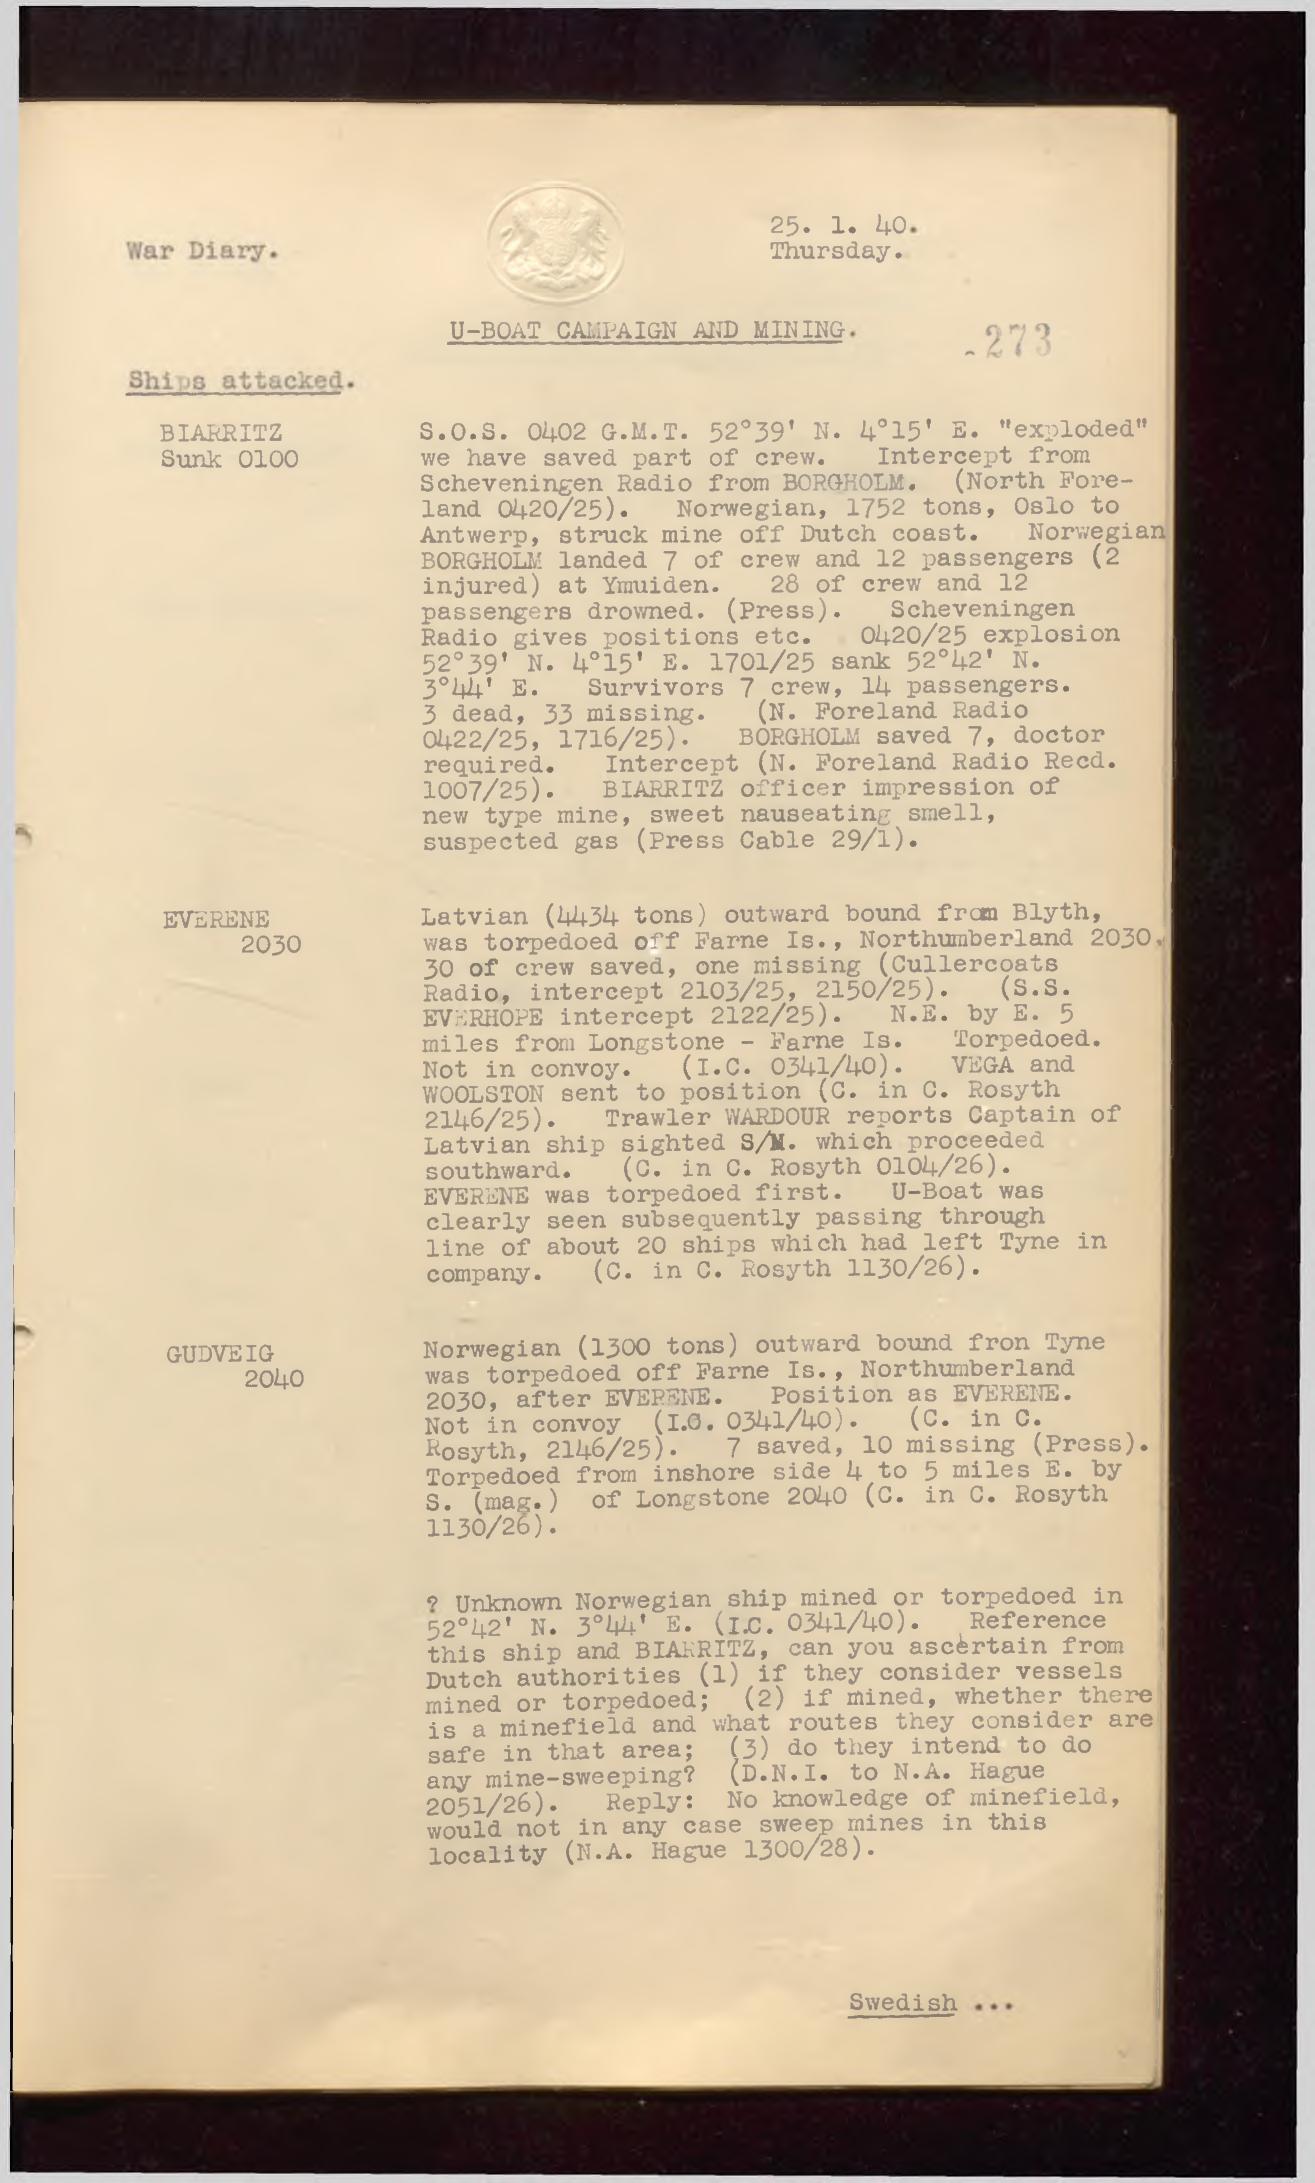 War Diary.
25. 1. 40.
Thursday.
U-BOAT CAMPAIGN AND MINING.
273
Ships attacked.
BIARRITZ
Sunk 0100
S.O.S. 0402 G.M.T. 52°39' N. 4°15' E. "exploded"
we have saved part of crew. Intercept from
Scheveningen Radio from BORGHOLM. (North Fore-
land 0420/25). Norwegian, 1752 tons, Oslo to
Antwerp, struck mine off Dutch coast. Norwegian
BORGHOLM landed 7 of crew and 12 passengers (2
injured) at Ymuiden. 28 of crew and 12
passengers drowned. (Press). Scheveningen
Radio gives positions etc. 0420/25 explosion
52°39' N. 4°15' E. 1701/25 sank 52°42' N.
3°44' E. Survivors 7 crew, 14 passengers.
3 dead, 33 missing. (N. Foreland Radio
0422/25, 1716/25). BORGHOLM saved 7, doctor
required. Intercept (N. Foreland Radio Recd.
1007/25). BIARRITZ officer impression of
new type mine, sweet nauseating smell,
suspected gas (Press Cable 29/1).
EVERENE
2030
Latvian (4434 tons) outward bound from Blyth,
was torpedoed off Farne Is., Northumberland 2030.
30 of crew saved, one missing (Cullercoats
Radio, intercept 2103/25, 2150/25). (S.S.
EVERHOPE intercept 2122/25). N.E. by E. 5
miles from Longstone - Farne Is. Torpedoed.
Not in convoy. (I.C. 0341/40). VEGA and
WOOLSTON sent to position (C. in C. Rosyth
2146/25). Trawler WARDOUR reports Captain of
Latvian ship sighted S/M. which proceeded
southward. (C. in C. Rosyth 0104/26).
EVERENE was torpedoed first. U-Boat was
clearly seen subsequently passing through
line of about 20 ships which had left Tyne in
company. (C. in C. Rosyth 1130/26).
GUDVEIG
2040
Norwegian (1300 tons) outward bound fron Tyne
was torpedoed off Farne Is., Northumberland
2030, after EVERENE. Position as EVERENE.
Not in convoy (I.C. 0341/40). (C. in C.
Rosyth, 2146/25). 7 saved, 10 missing (Press).
Torpedoed from inshore side 4 to 5 miles E. by
S. (mag.) of Longstone 2040 (C. in C. Rosyth
1130/26).
? Unknown Norwegian ship mined or torpedoed in
52°42' N. 3°44' E. (I.C. 0341/40). Reference
this ship and BIARRITZ, can you ascertain from
Dutch authorities (1) if they consider vessels
mined or torpedoed; (2) if mined, whether there
is a minefield and what routes they consider are
safe in that area; (3) do they intend to do
any mine-sweeping? (D.N.I. to N.A. Hague
2051/26). Reply: No knowledge of minefield,
would not in any case sweep mines in this
locality (N.A. Hague 1300/28).
Swedish ...